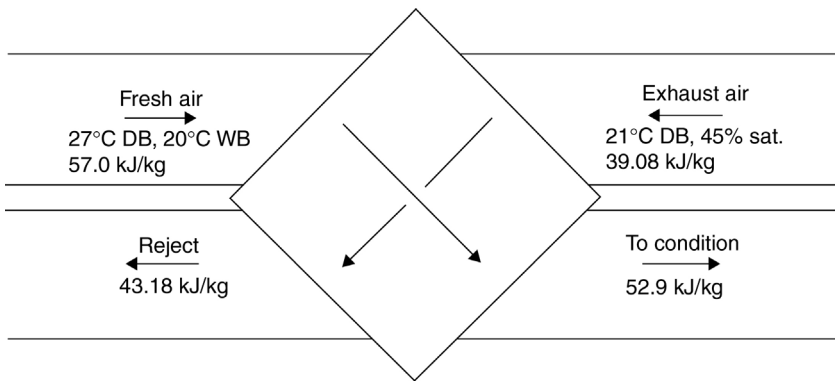 Fresh air
27°C DB, 20°C WB
57.0 kJ/kg
Exhaust air
21°C DB, 45% sat.
39.08 kJ/kg
Reject
43.18 kJ/kg
To condition
52.9 kJ/kg